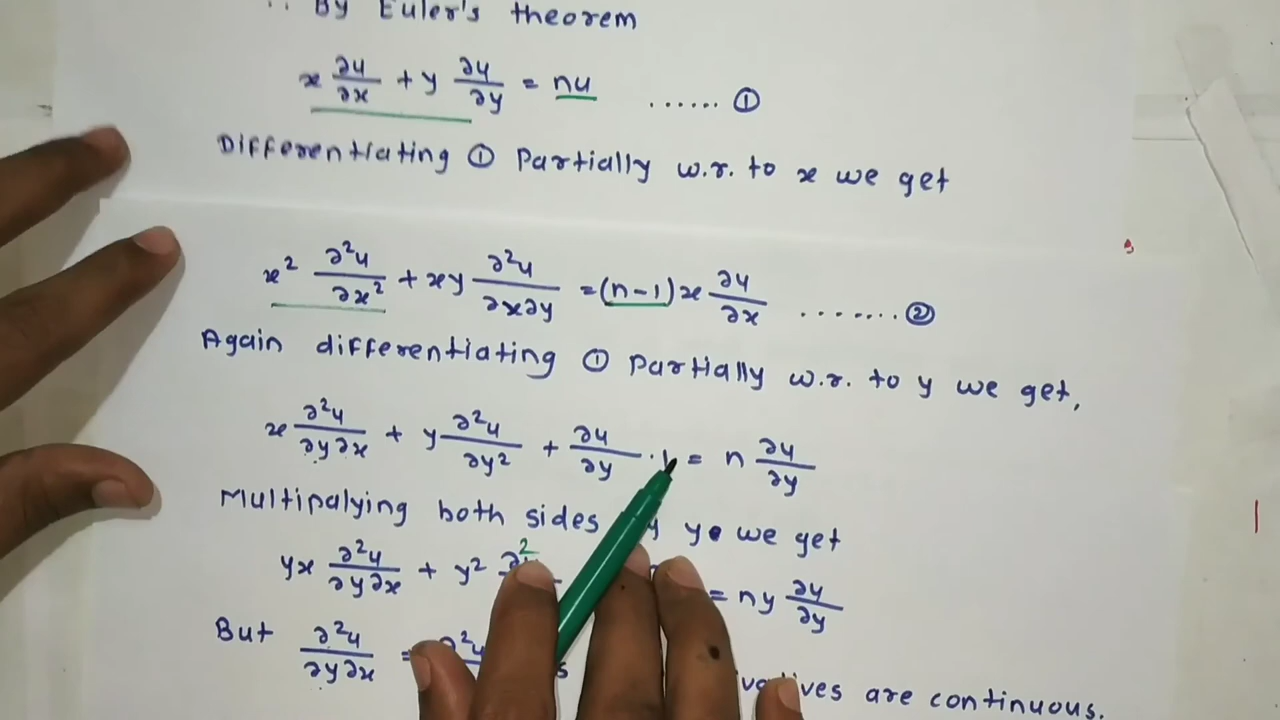 ∴ By Euler's theorem
x ∂u/∂x + y ∂u/∂y = nu ...... ①
Differentiating ① Partially w.r. to x we get
x² ∂²u/∂x² + xy ∂²u/∂x∂y = (n-1) x ∂u/∂x ....... ②
Again differentiating ① Partially w.r. to y we get,
x ∂²u/∂y∂x + y ∂²u/∂y² + ∂u/∂y · 1 = n ∂u/∂y
Multipalying both sides y we get
yx ∂²u/∂y∂x + y² ∂² = ny ∂u/∂y
But ∂²u/∂y∂x = ∂²u are continuous.